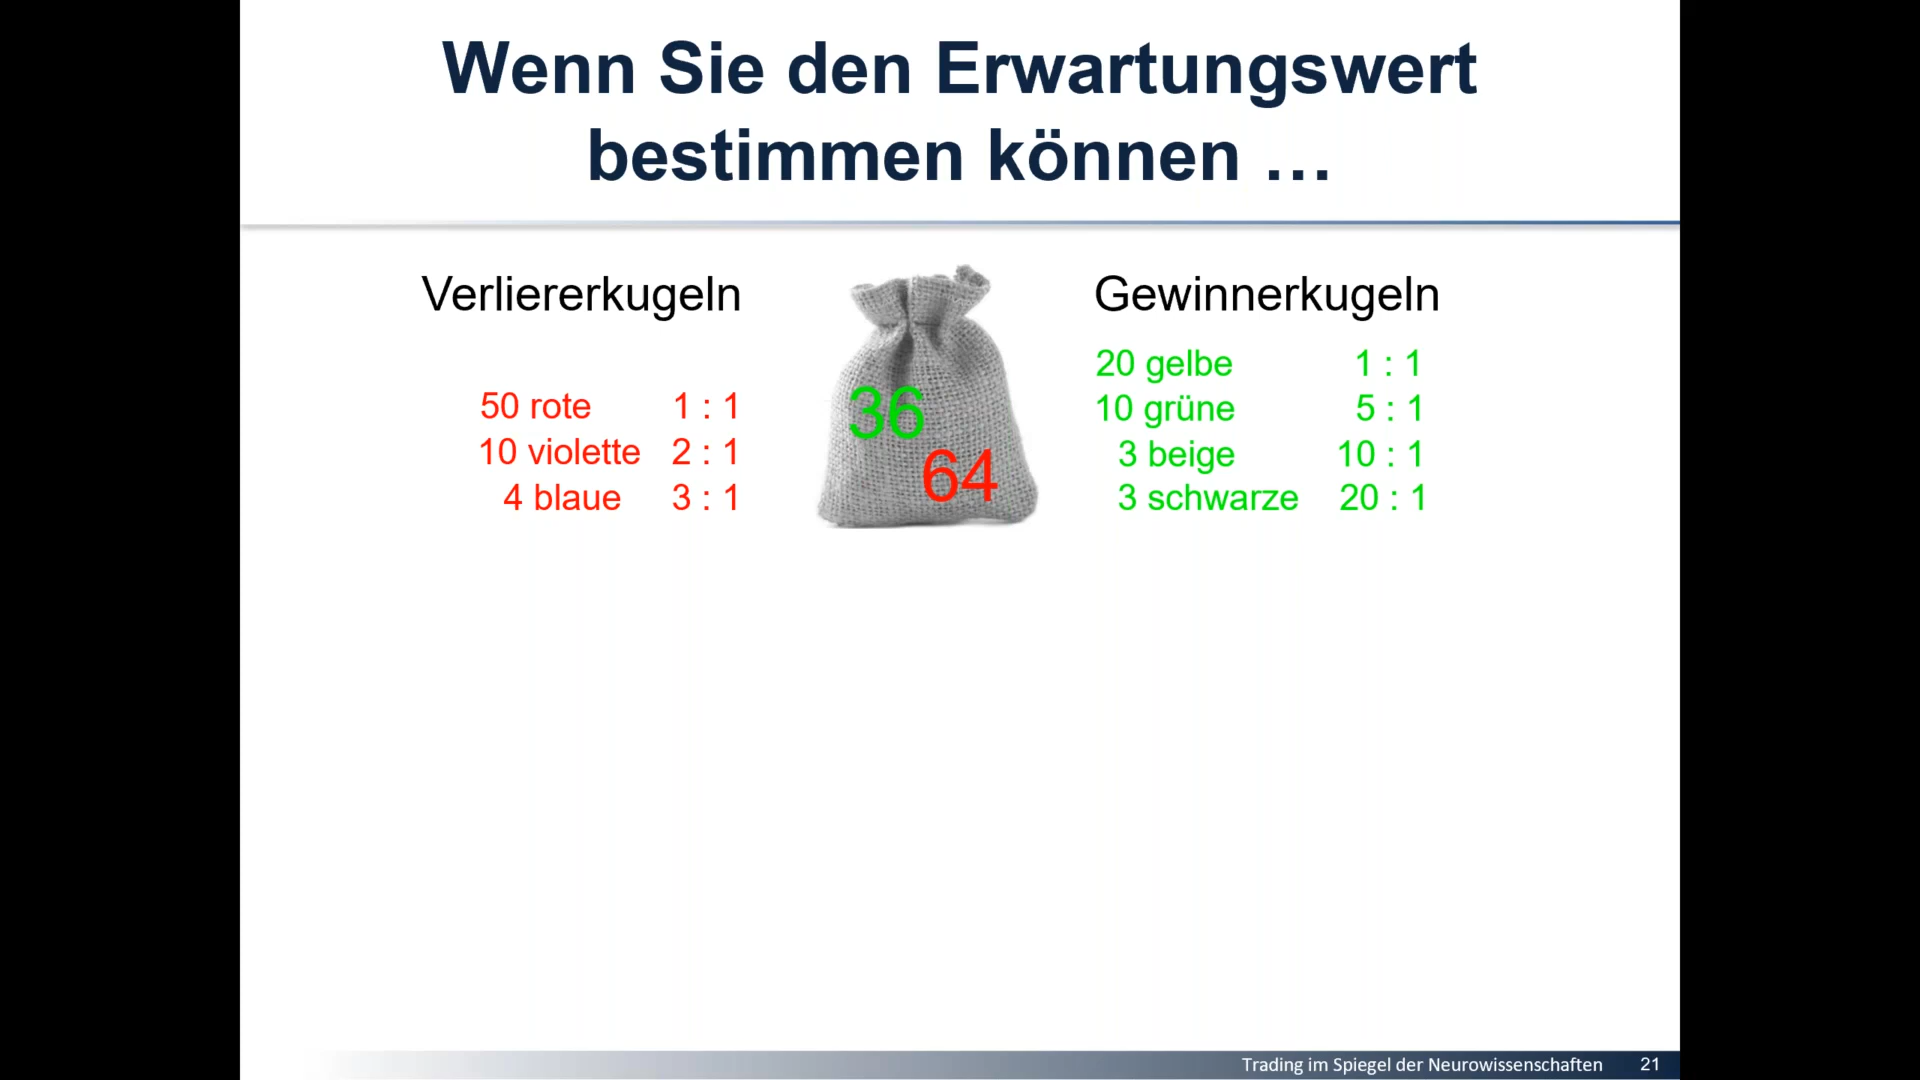 Wenn Sie den Erwartungswert
bestimmen können …
Verliererkugeln
50 rote 1 : 1
10 violette 2 : 1
4 blaue 3 : 1
36
64
Gewinnerkugeln
20 gelbe 1 : 1
10 grüne 5 : 1
3 beige 10 : 1
3 schwarze 20 : 1
Trading im Spiegel der Neurowissenschaften 21